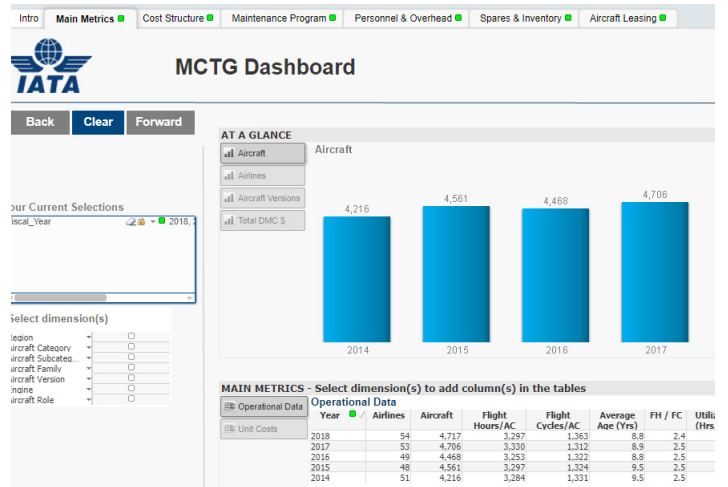 Intro Main Metrics Cost Structure Maintenance Program Personnel & Overhead Spares & Inventory Aircraft Leasing
IATA
MCTG Dashboard
Back Clear Forward
AT A GLANCE
Aircraft
Airlines
Aircraft Versions
Total DMC $
Aircraft
4,216 4,561 4,468 4,706
2014 2015 2016 2017
our Current Selections
iscal_Year 2018, 2
Select dimension(s)
Region
ircraft Category
ircraft Subcateg...
ircraft Family
ircraft Version
ngine
ircraft Role
MAIN METRICS - Select dimension(s) to add column(s) in the tables
Operational Data
Unit Costs
Operational Data
Year Airlines Aircraft Flight Hours/AC Flight Cycles/AC Average Age (Yrs) FH / FC Utiliz (Hrs
2018 54 4,717 3,297 1,363 8.8 2.4
2017 53 4,706 3,330 1,312 8.9 2.5
2016 49 4,468 3,253 1,322 8.8 2.5
2015 48 4,561 3,297 1,324 9.5 2.5
2014 51 4,216 3,284 1,331 9.5 2.5